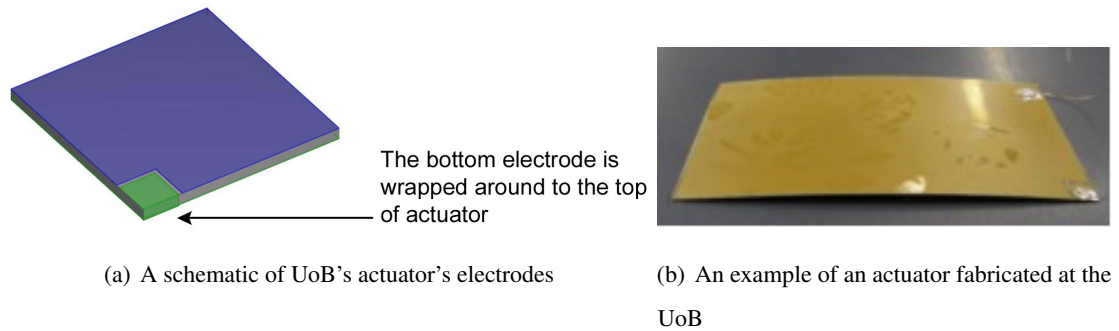 The bottom electrode is
wrapped around to the top
of actuator
(a) A schematic of UoB's actuator's electrodes
(b) An example of an actuator fabricated at the
UoB